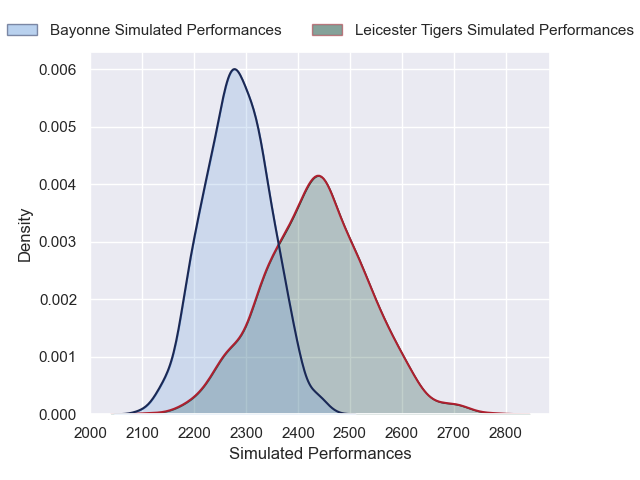 Bayonne Simulated Performances Leicester Tigers Simulated Performances
0.006
0.005
0.004
0.003
0.002
0.001
0.000
Density
2000 2100 2200 2300 2400 2500 2600 2700 2800
Simulated Performances